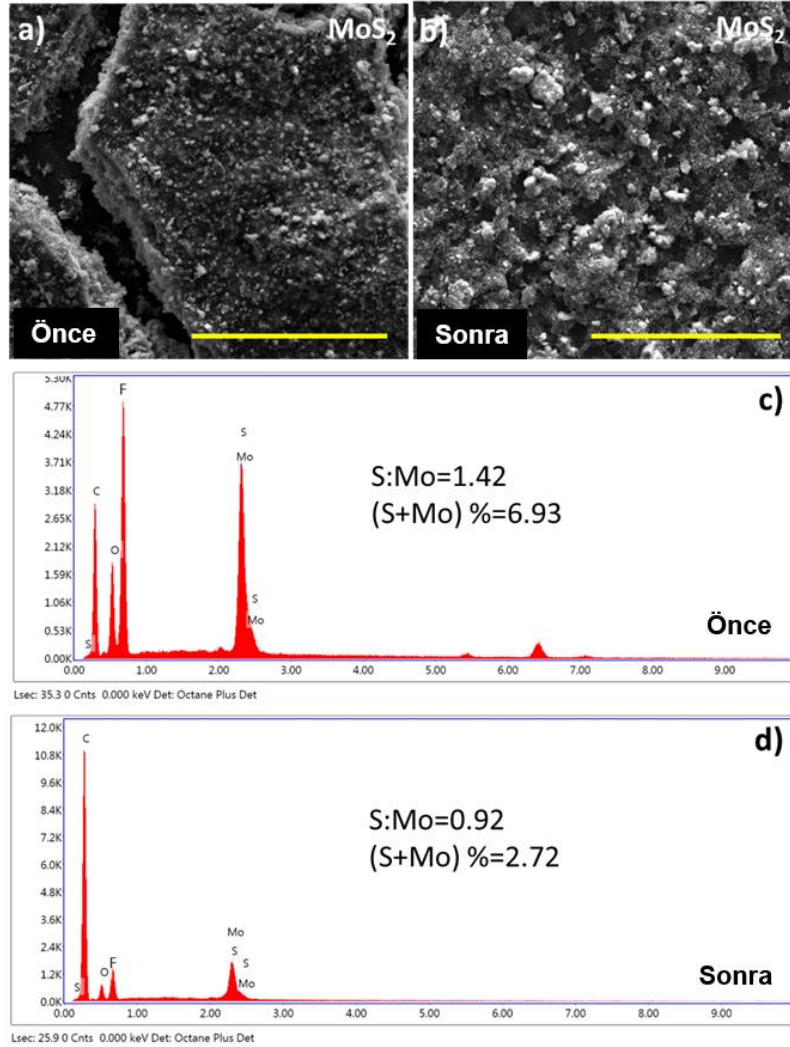 a)
MoS2
Önce
b)
MoS2
Sonra
5.30K
4.77K
4.24K
3.71K
3.18K
2.65K
2.12K
1.59K
1.06K
0.53K
0.00K
c)
F
S
Mo
C
O
S
Mo
S
S:Mo=1.42
(S+Mo) %=6.93
Önce
0.00 1.00 2.00 3.00 4.00 5.00 6.00 7.00 8.00 9.00
Lsec: 35.3 0 Cnts 0.000 keV Det: Octane Plus Det
12.0K
10.8K
9.6K
8.4K
7.2K
6.0K
4.8K
3.6K
2.4K
1.2K
0.0K
d)
C
S:Mo=0.92
(S+Mo) %=2.72
Mo
S
S
O
F
Mo
S
Sonra
0.00 1.00 2.00 3.00 4.00 5.00 6.00 7.00 8.00 9.00
Lsec: 25.9 0 Cnts 0.000 keV Det: Octane Plus Det